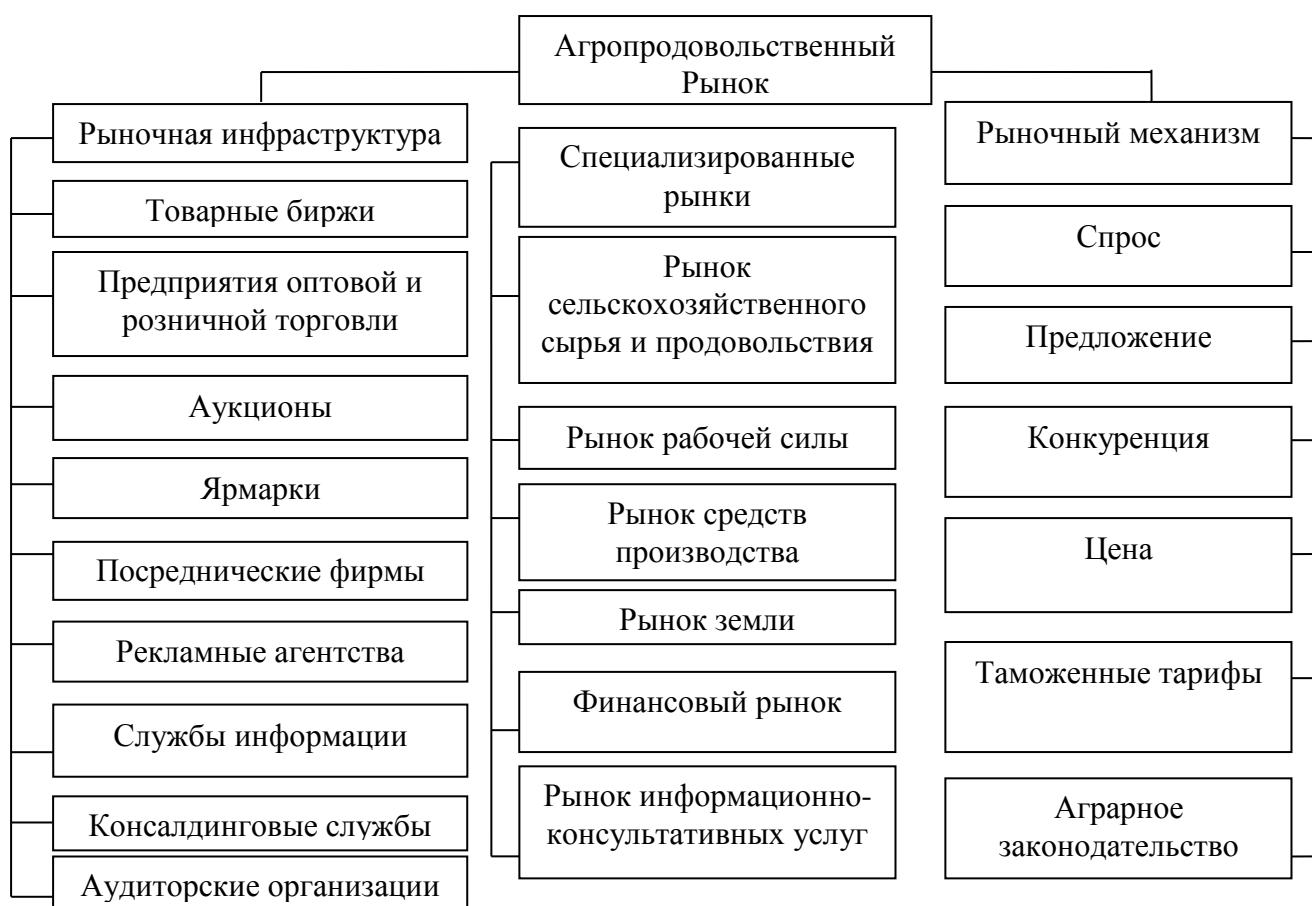 Агропродовольственный
Рынок
Рыночная инфраструктура
Товарные биржи
Предприятия оптовой и
розничной торговли
Аукционы
Ярмарки
Посреднические фирмы
Рекламные агентства
Службы информации
Консалдинговые службы
Аудиторские организации
Специализированные
рынки
Рынок
сельскохозяйственного
сырья и продовольствия
Рынок рабочей силы
Рынок средств
производства
Рынок земли
Финансовый рынок
Рынок информационно-
консультативных услуг
Рыночный механизм
Спрос
Предложение
Конкуренция
Цена
Таможенные тарифы
Аграрное
законодательство